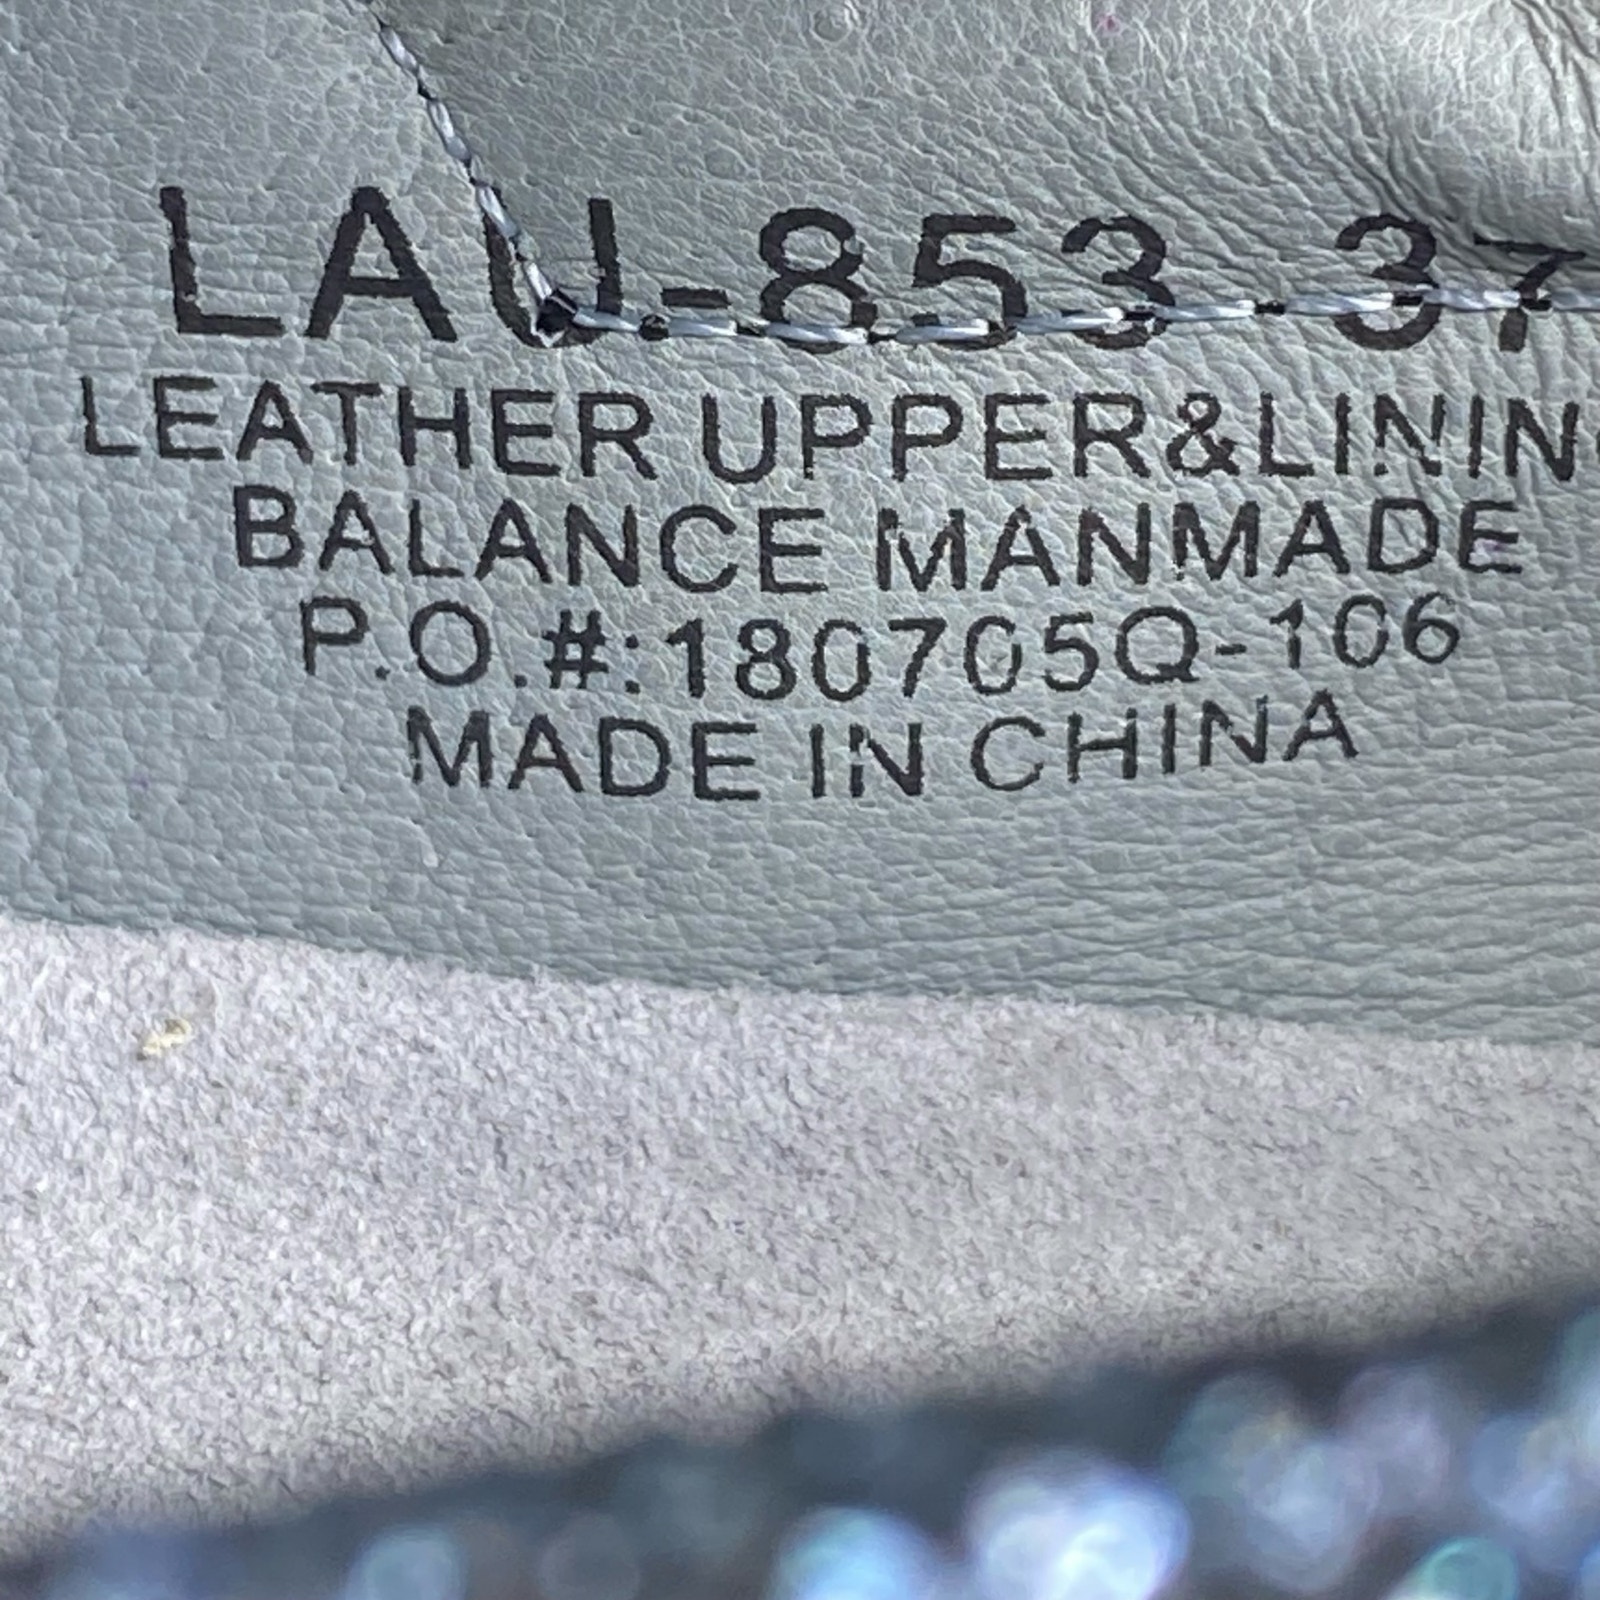 LAU-853 37
LEATHER UPPER&LINING
BALANCE MANMADE
P.O.#:180705Q-106
MADE IN CHINA